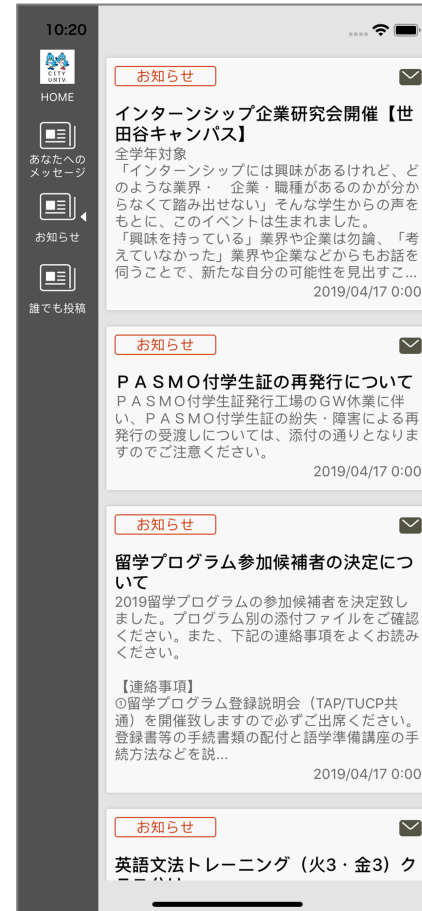 10:20
CITY
UNIV.
HOME
あなたへの
メッセージ
お知らせ
誰でも投稿
お知らせ
インターンシップ企業研究会開催【世
田谷キャンパス】
全学年対象
「インターンシップには興味があるけれど、ど
のような業界・　企業・職種があるのかが分か
らなくて踏み出せない」そんな学生からの声を
もとに、このイベントは生まれました。
「興味を持っている」業界や企業は勿論、「考
えていなかった」業界や企業などからもお話を
伺うことで、新たな自分の可能性を見出すこ...
2019/04/17 0:00
お知らせ
ＰＡＳＭＯ付学生証の再発行について
ＰＡＳＭＯ付学生証発行工場のＧＷ休業に伴
い、ＰＡＳＭＯ付学生証の紛失・障害による再
発行の受渡しについては、添付の通りとなりま
すのでご注意ください。
2019/04/17 0:00
お知らせ
留学プログラム参加候補者の決定につ
いて
2019留学プログラムの参加候補者を決定致し
ました。プログラム別の添付ファイルをご確認
ください。また、下記の連絡事項をよくお読み
ください。
【連絡事項】
①留学プログラム登録説明会（TAP/TUCP共
通）を開催致しますので必ずご出席ください。
登録書等の手続書類の配付と語学準備講座の手
続方法などを説...
2019/04/17 0:00
お知らせ
英語文法トレーニング（火3・金3）ク